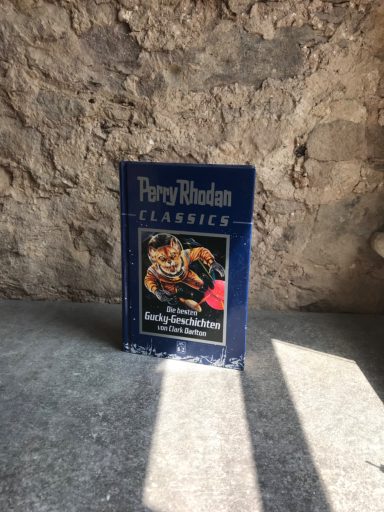 Perry Rhodan
CLASSICS
Die besten
Gucky-Geschichten
von Clark Darlton